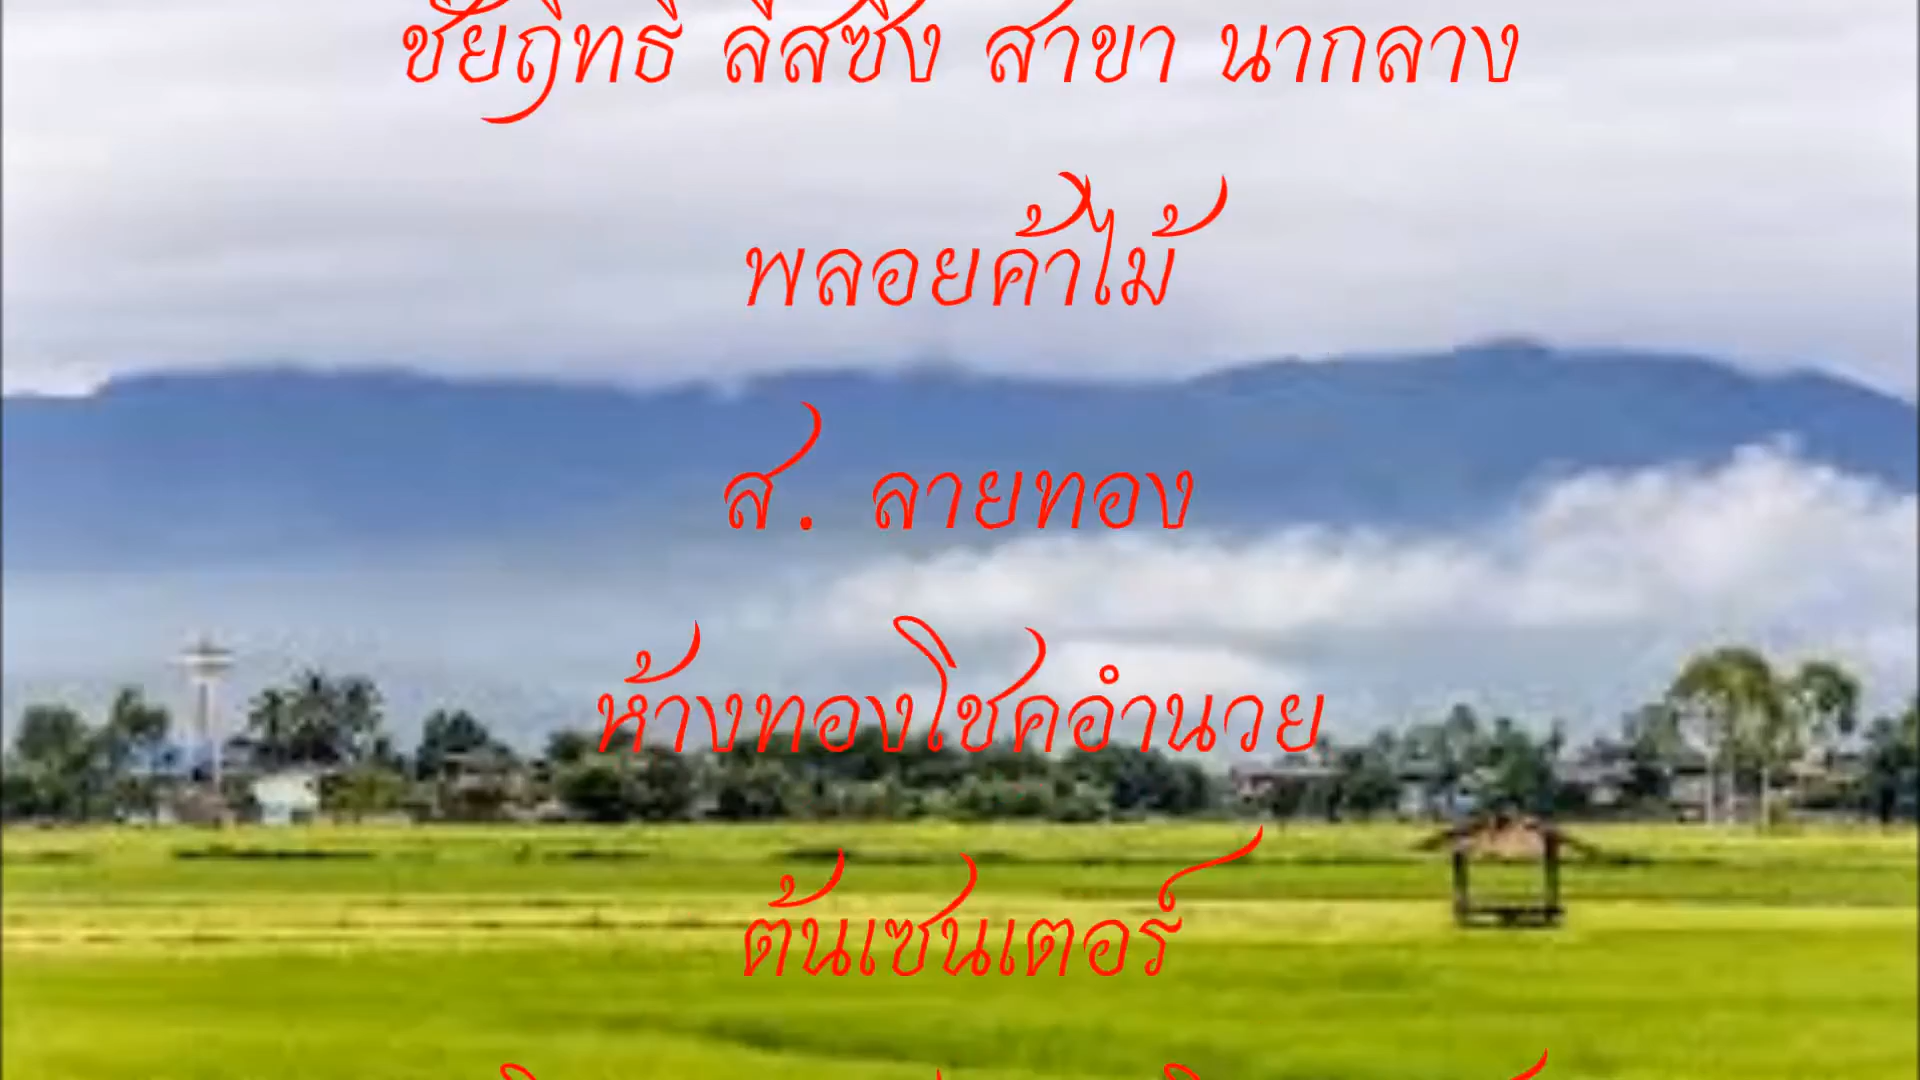 ชัยฤทธิ์ ลิสซิ่ง สาขา นากลาง
พลอยค้าไม้
ส. ลายทอง
ห้างทองโชคอำนวย
ต้นเซนเตอร์